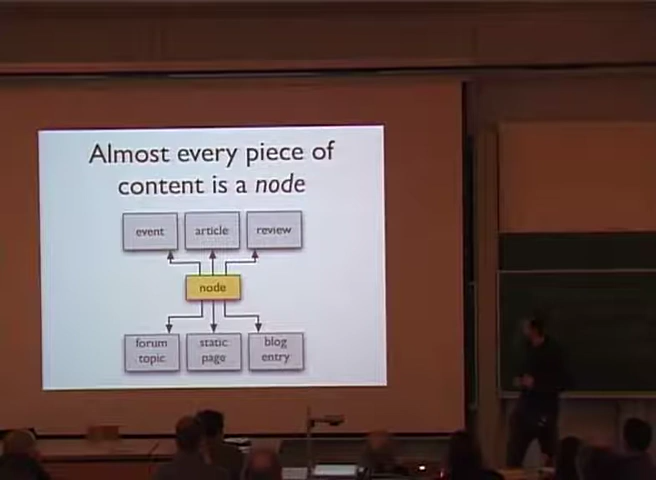 Almost every piece of
content is a node
event
article
review
node
forum
topic
static
page
blog
entry